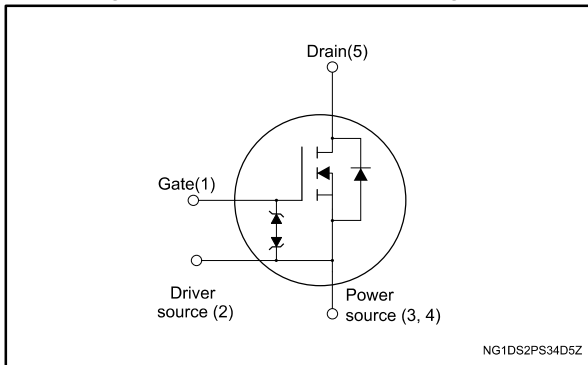 Drain(5)
Gate(1)
Driver
source (2)
Power
source (3, 4)
NG1DS2PS34D5Z